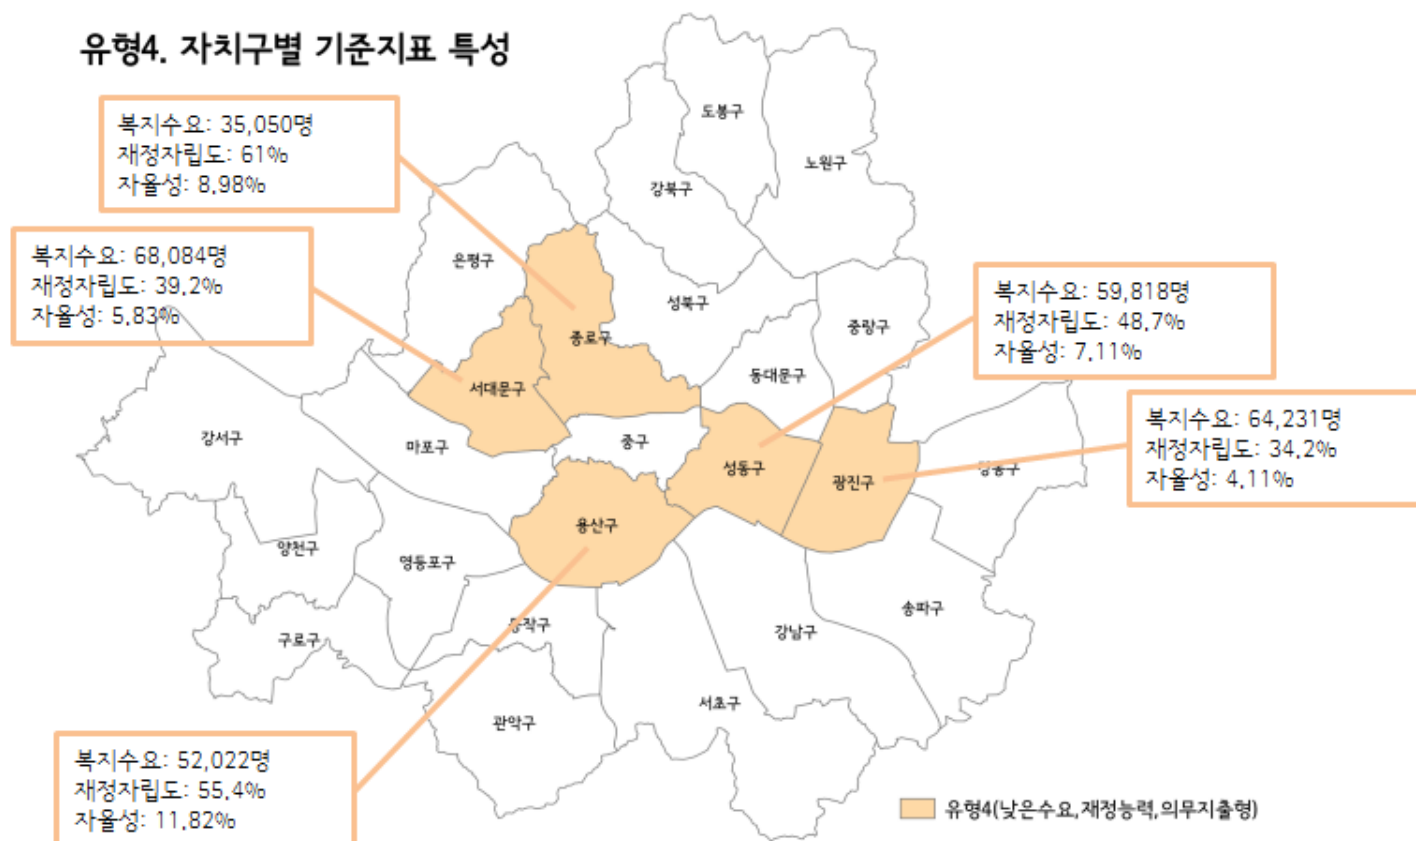 유형4. 자치구별 기준지표 특성
복지수요: 35,050명
재정자립도: 61%
자율성: 8.98%
복지수요: 68,084명
재정자립도: 39.2%
자율성: 5.83%
복지수요: 59,818명
재정자립도: 48.7%
자율성: 7.11%
복지수요: 64,231명
재정자립도: 34.2%
자율성: 4.11%
복지수요: 52,022명
재정자립도: 55.4%
자율성: 11.82%
도봉구
노원구
강북구
은평구
성북구
중랑구
종로구
동대문구
서대문구
강서구
마포구
중구
성동구
광진구
강동구
용산구
양천구
영등포구
동작구
구로구
강남구
송파구
서초구
관악구
유형4(낮은수요,재정능력,의무지출형)